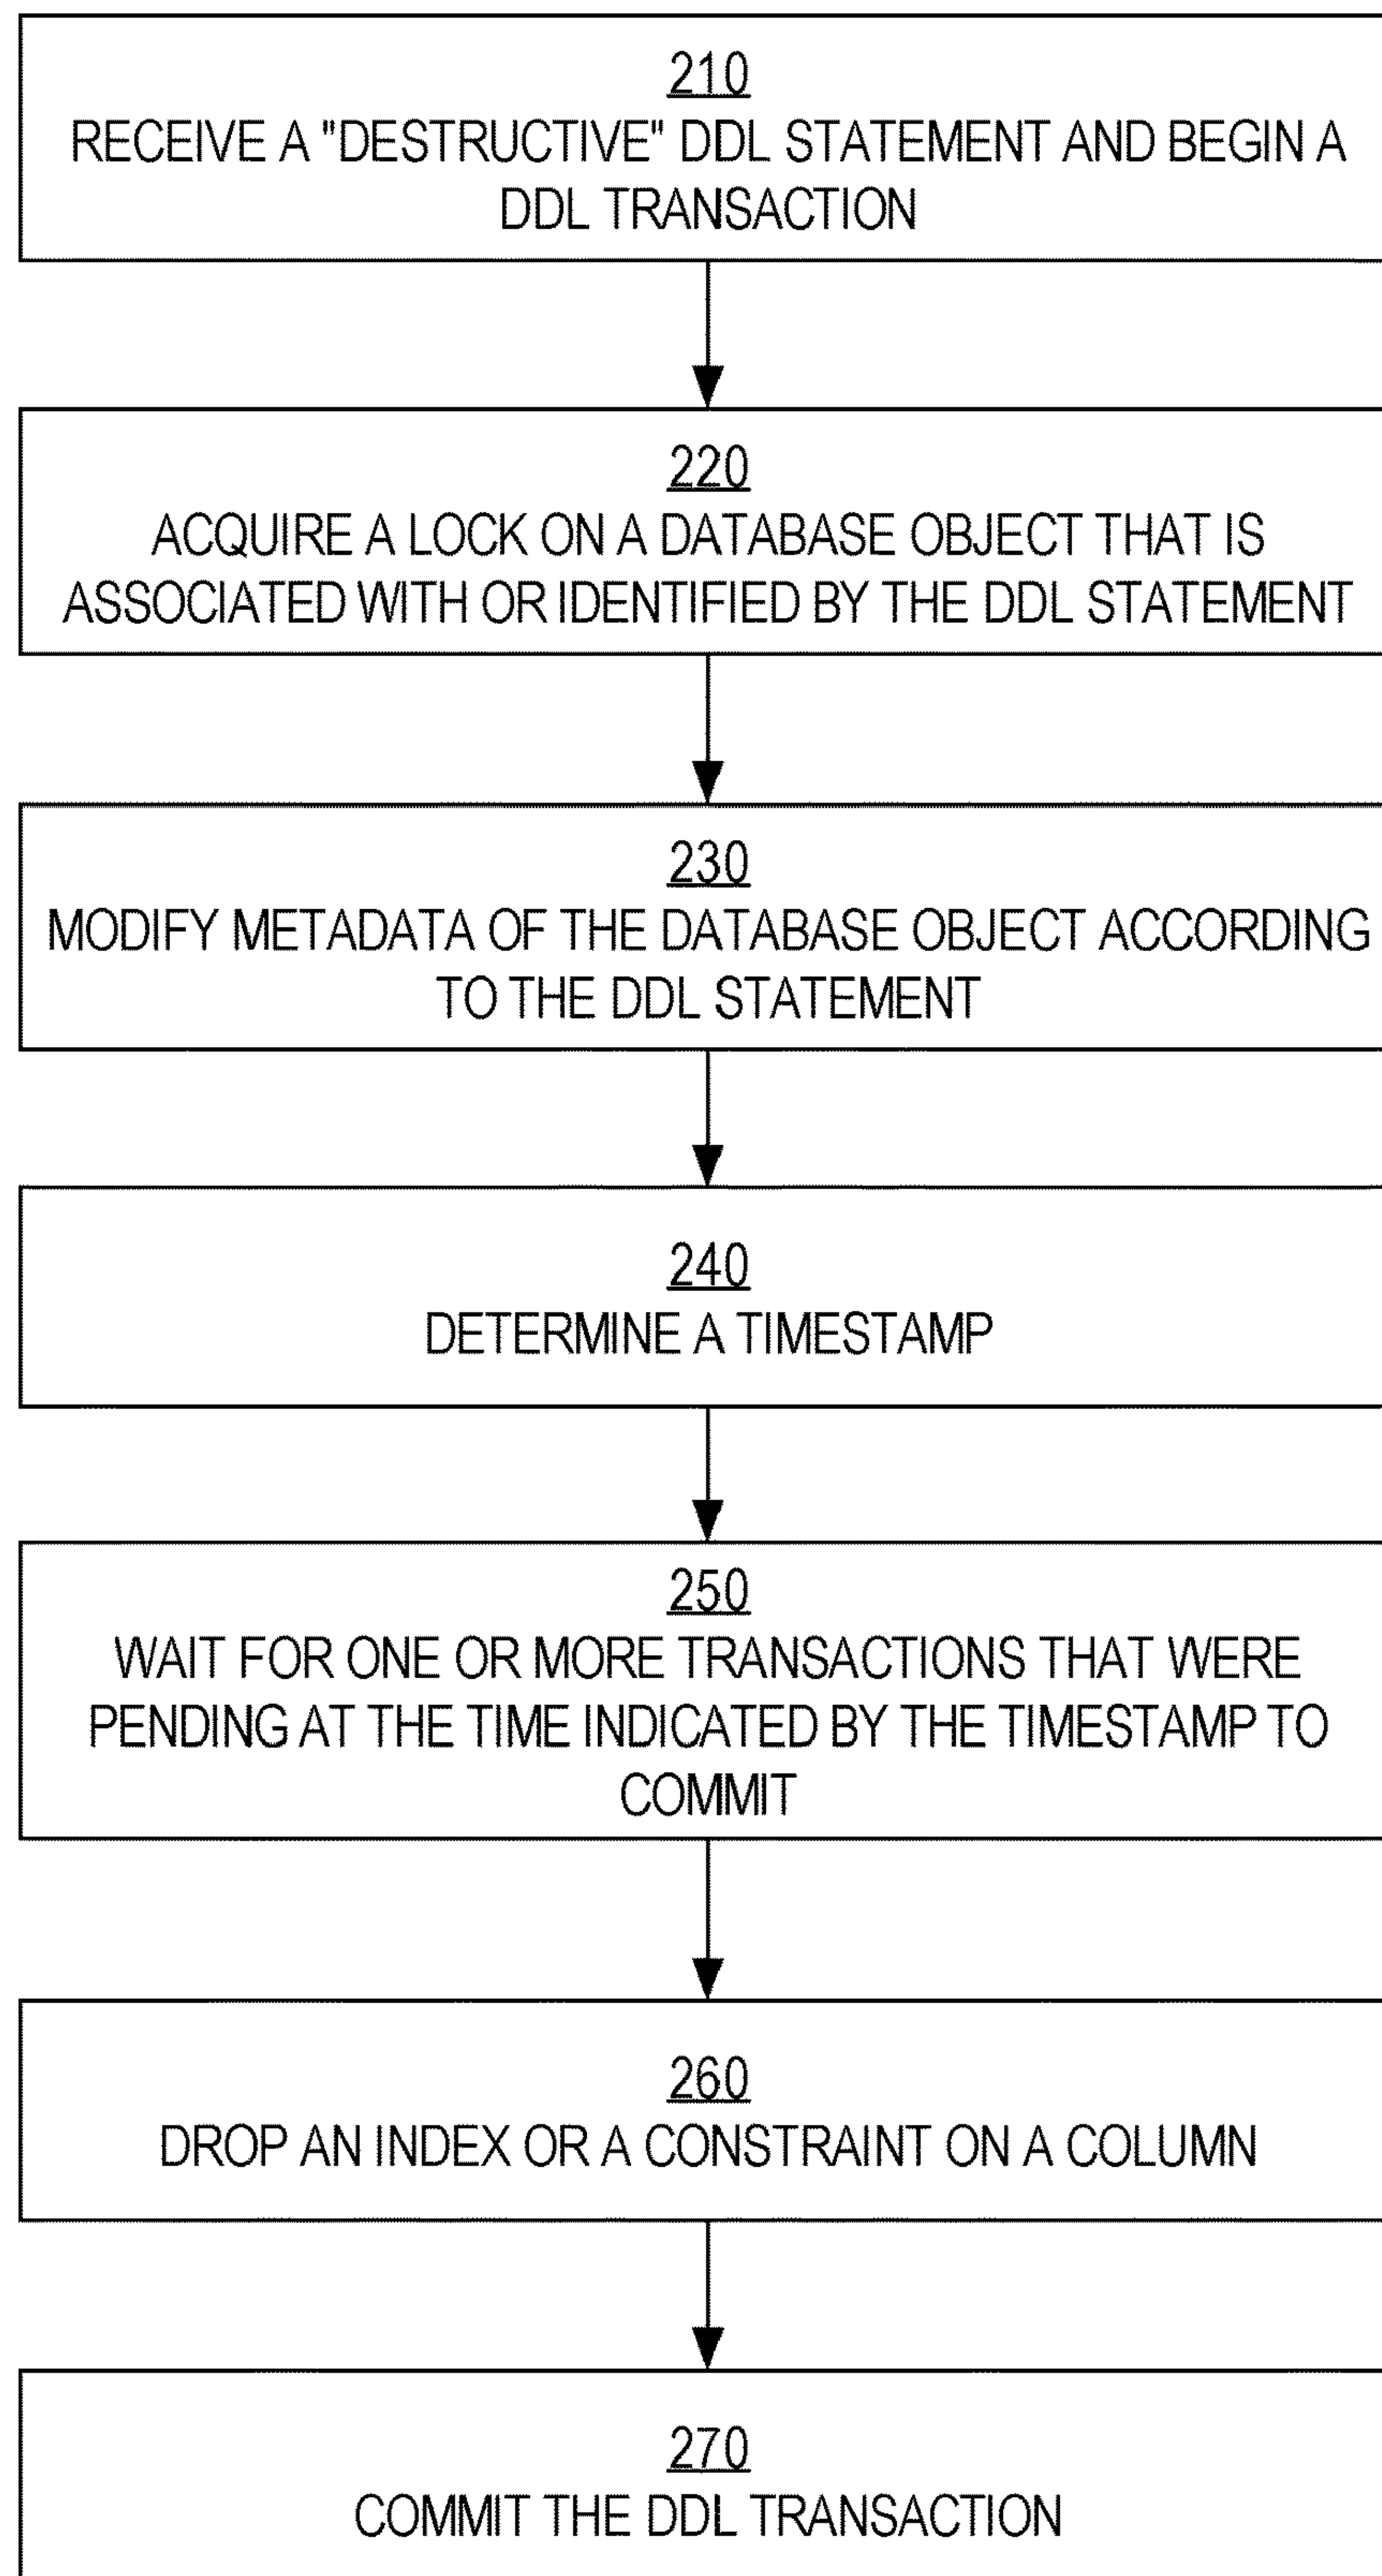 210
RECEIVE A "DESTRUCTIVE" DDL STATEMENT AND BEGIN A
DDL TRANSACTION
220
ACQUIRE A LOCK ON A DATABASE OBJECT THAT IS
ASSOCIATED WITH OR IDENTIFIED BY THE DDL STATEMENT
230
MODIFY METADATA OF THE DATABASE OBJECT ACCORDING
TO THE DDL STATEMENT
240
DETERMINE A TIMESTAMP
250
WAIT FOR ONE OR MORE TRANSACTIONS THAT WERE
PENDING AT THE TIME INDICATED BY THE TIMESTAMP TO
COMMIT
260
DROP AN INDEX OR A CONSTRAINT ON A COLUMN
270
COMMIT THE DDL TRANSACTION